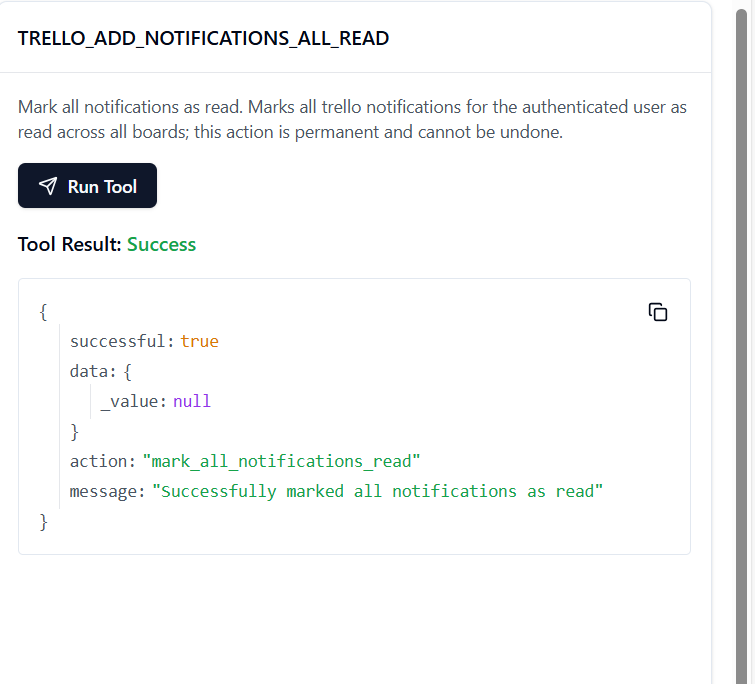 TRELLO_ADD_NOTIFICATIONS_ALL_READ
Mark all notifications as read. Marks all trello notifications for the authenticated user as
read across all boards; this action is permanent and cannot be undone.
Run Tool
Tool Result: Success
{
successful: true
data: {
_value: null
}
action: "mark_all_notifications_read"
message: "Successfully marked all notifications as read"
}